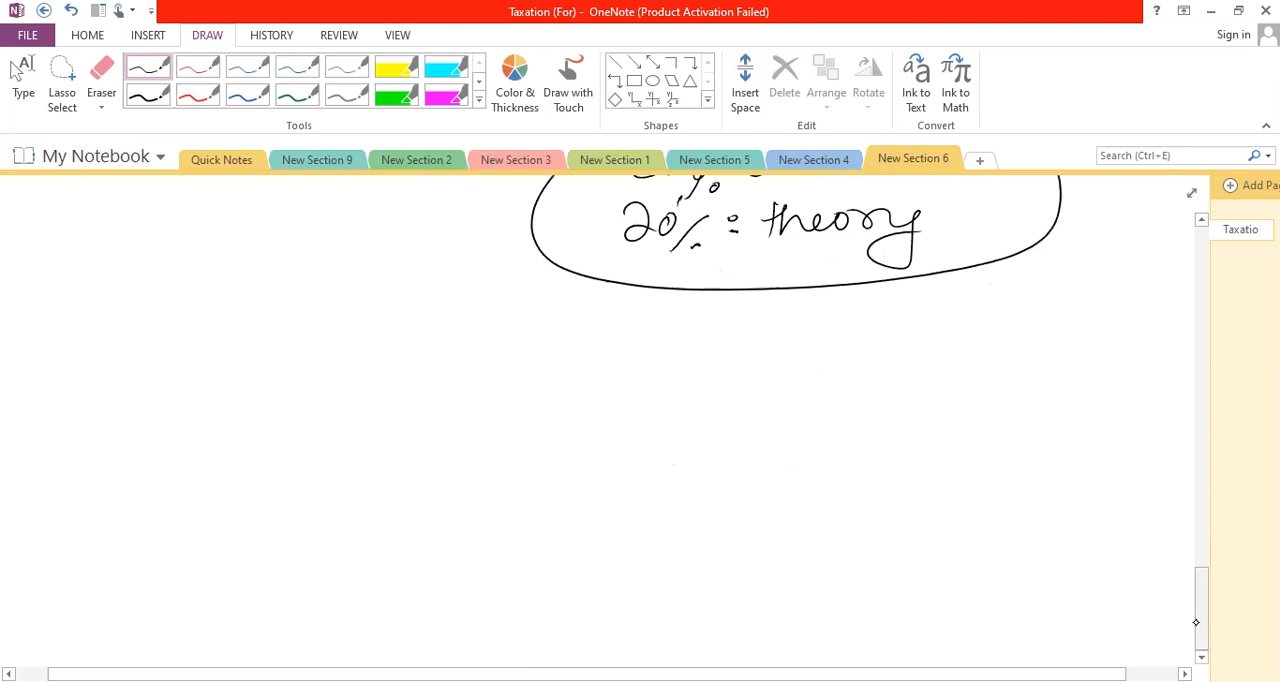 Taxation (For) - OneNote (Product Activation Failed)
?
FILE HOME INSERT DRAW HISTORY REVIEW VIEW
Sign in
Type
Lasso Select
Eraser
Color & Thickness
Draw with Touch
Insert Space
Delete
Arrange
Rotate
Ink to Text
Ink to Math
Tools
Shapes
Edit
Convert
My Notebook
Quick Notes
New Section 9
New Section 2
New Section 3
New Section 1
New Section 5
New Section 4
New Section 6
Search (Ctrl+E)
Add Pa
Taxatio
20% : theory